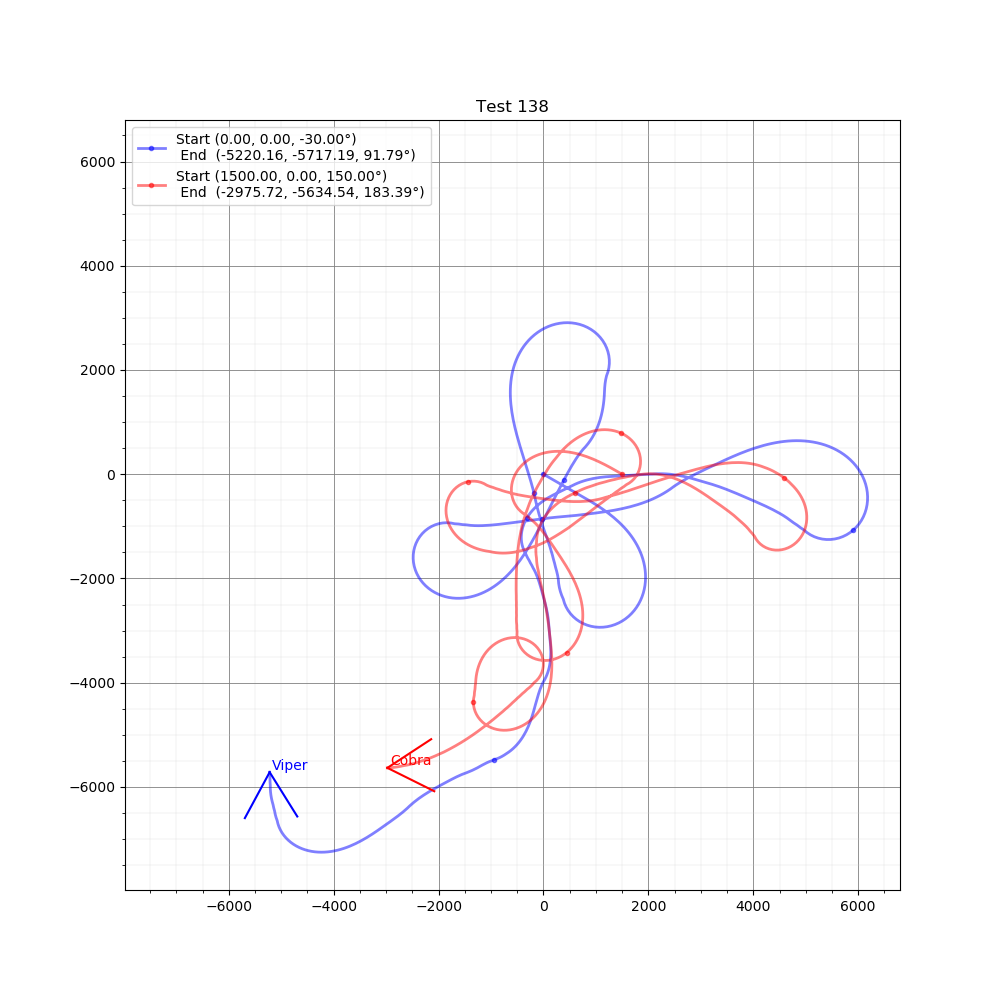 Test 138
Start (0.00, 0.00, -30.00°)
End (-5220.16, -5717.19, 91.79°)
Start (1500.00, 0.00, 150.00°)
End (-2975.72, -5634.54, 183.39°)
6000
4000
2000
0
−2000
−4000
−6000
Cobra
Viper
−6000 −4000 −2000 0 2000 4000 6000